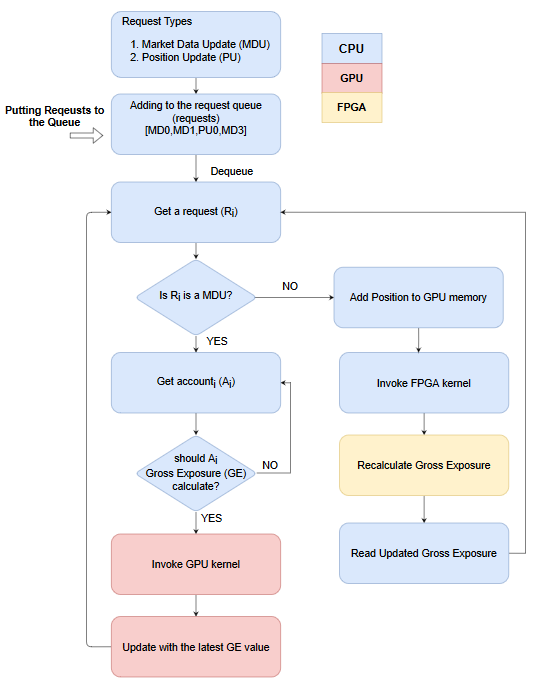 Request Types
1. Market Data Update (MDU)
2. Position Update (PU)
CPU
GPU
FPGA
Putting Reqeusts to
the Queue
Adding to the request queue
(requests)
[MD0,MD1,PU0,MD3]
Dequeue
Get a request (Ri)
Is Ri is a MDU?
NO
Add Position to GPU memory
YES
Get accounti (Ai)
Invoke FPGA kernel
should Ai
Gross Exposure (GE)
calculate?
NO
Recalculate Gross Exposure
YES
Invoke GPU kernel
Read Updated Gross Exposure
Update with the latest GE value